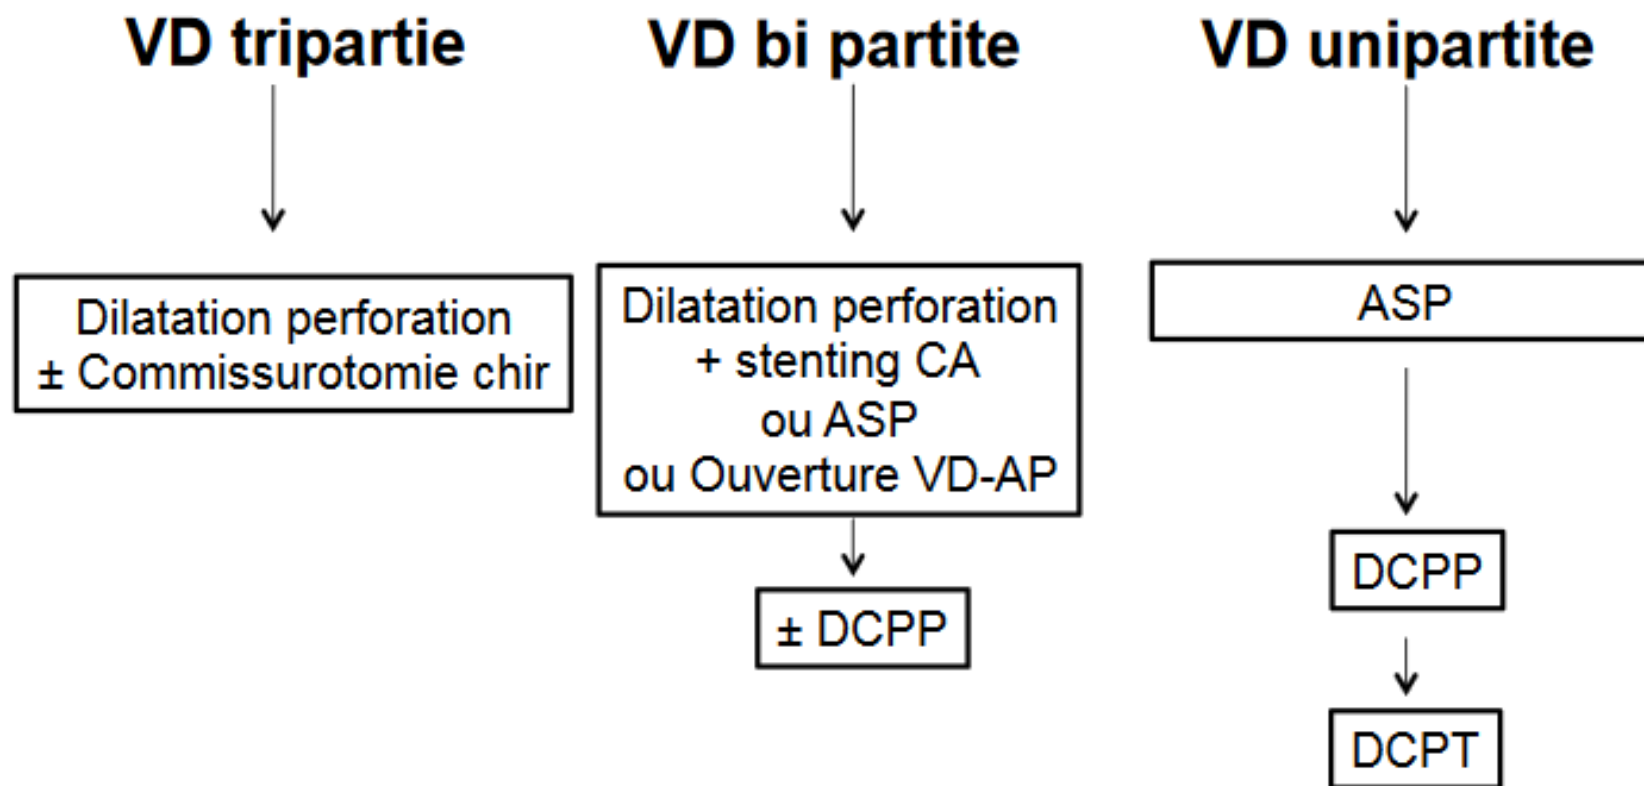 VD tripartie
Dilatation perforation
± Commissurotomie chir
VD bi partite
Dilatation perforation
+ stenting CA
ou ASP
ou Ouverture VD-AP
± DCPP
VD unipartite
ASP
DCPP
DCPT